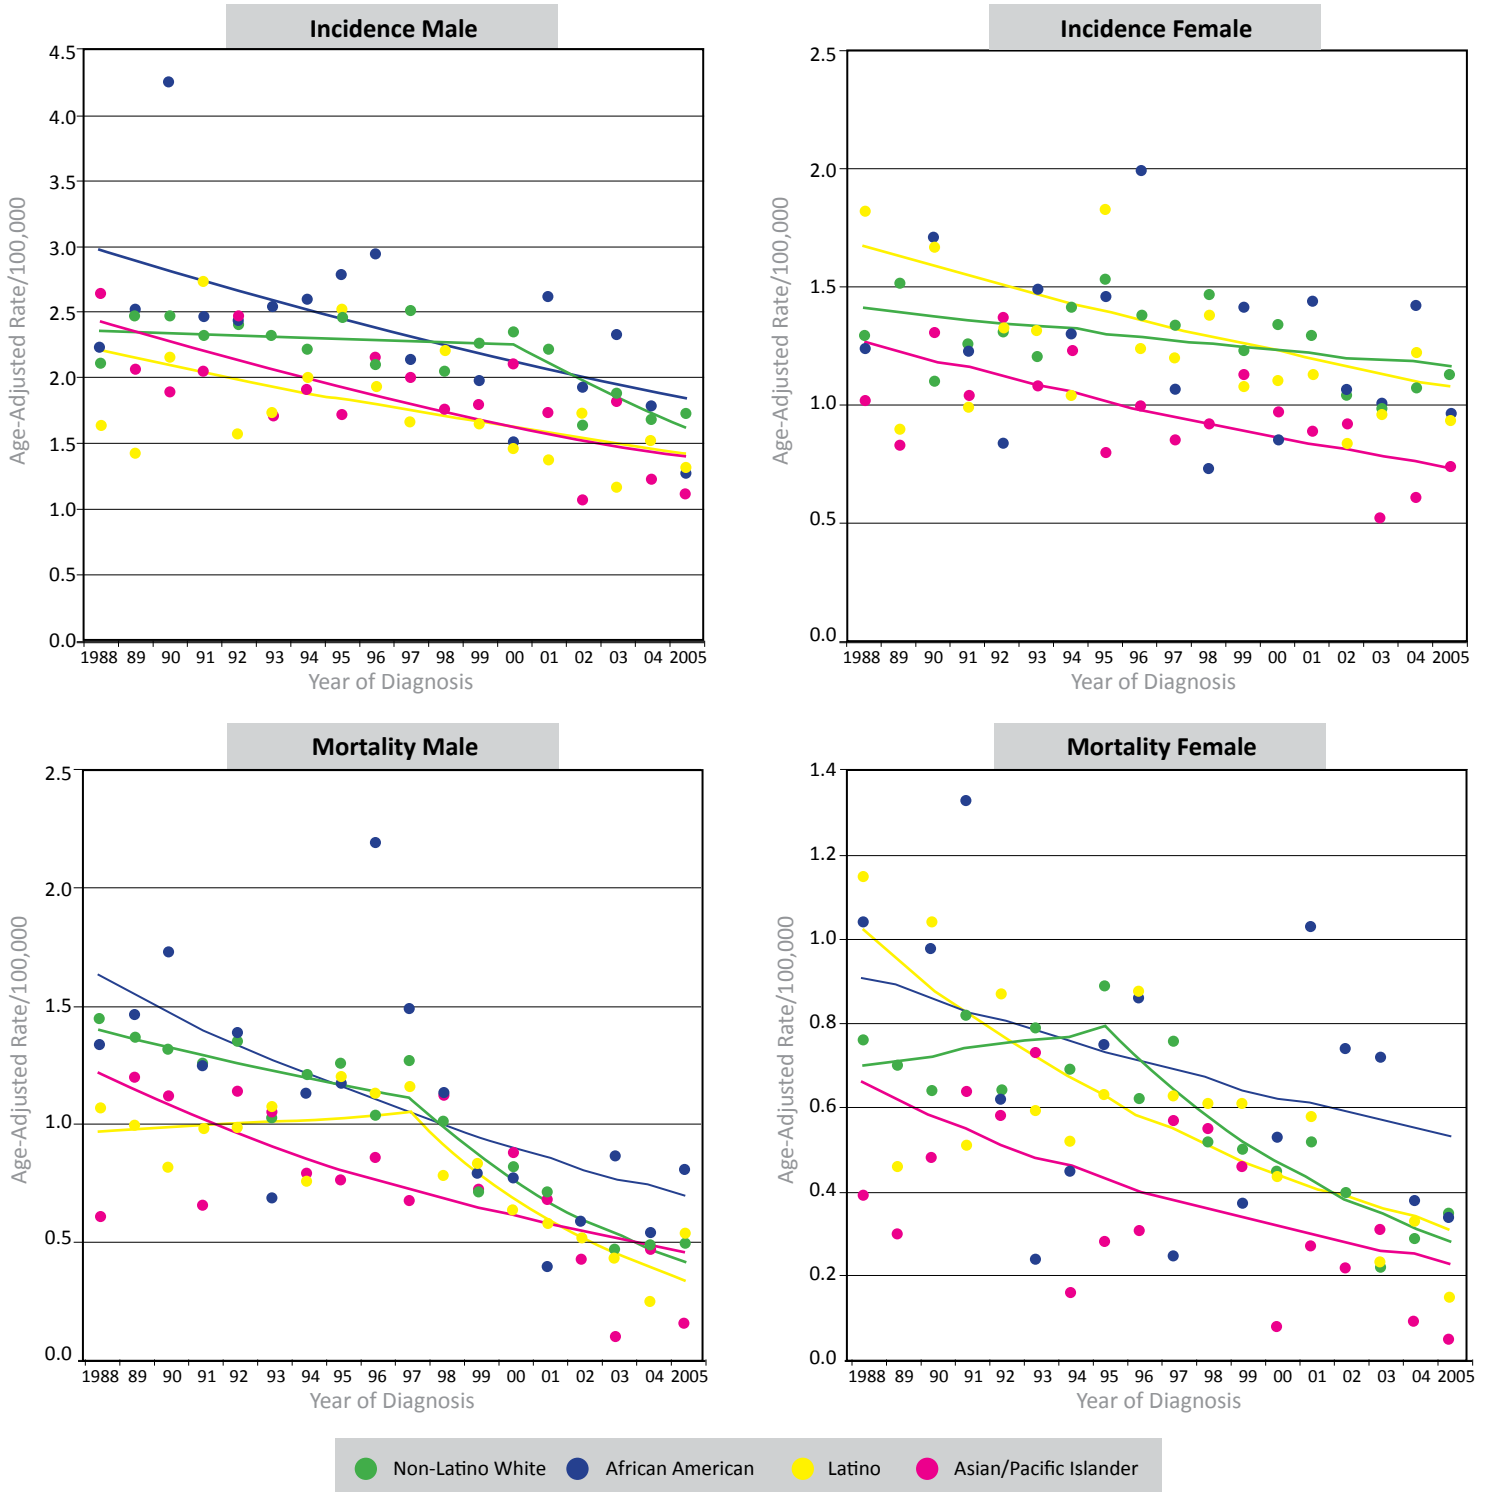 Incidence Male
Age-Adjusted Rate/100,000
4.5
4.0
3.5
3.0
2.5
2.0
1.5
1.0
0.5
0.0
1988 89 90 91 92 93 94 95 96 97 98 99 00 01 02 03 04 2005
Year of Diagnosis
Incidence Female
Age-Adjusted Rate/100,000
2.5
2.0
1.5
1.0
0.5
0.0
1988 89 90 91 92 93 94 95 96 97 98 99 00 01 02 03 04 2005
Year of Diagnosis
Mortality Male
Age-Adjusted Rate/100,000
2.5
2.0
1.5
1.0
0.5
0.0
1988 89 90 91 92 93 94 95 96 97 98 99 00 01 02 03 04 2005
Year of Diagnosis
Mortality Female
Age-Adjusted Rate/100,000
1.4
1.2
1.0
0.8
0.6
0.4
0.2
0.0
1988 89 90 91 92 93 94 95 96 97 98 99 00 01 02 03 04 2005
Year of Diagnosis
Non-Latino White African American Latino Asian/Pacific Islander